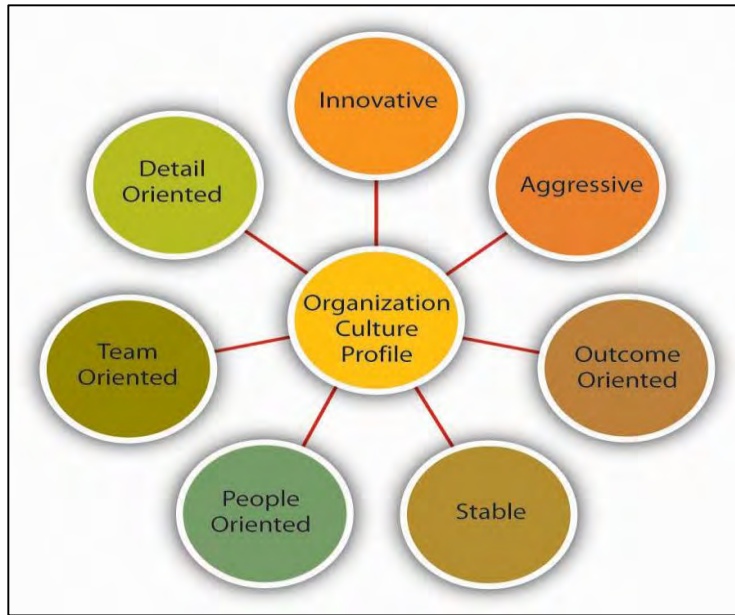 Innovative
Detail
Oriented
Aggressive
Organization
Culture
Profile
Team
Oriented
Outcome
Oriented
People
Oriented
Stable